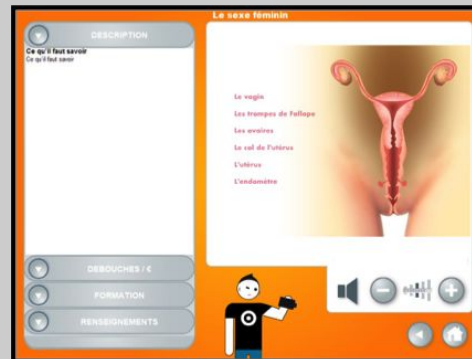 Le sexe féminin
DESCRIPTION
Ce qu'il faut savoir
Ce qu'il faut savoir
Le vagin
Les trompes de Fallope
Les ovaires
Le col de l'utérus
L'utérus
L'endomètre
DEBOUCHES / €
FORMATION
RENSEIGNEMENTS